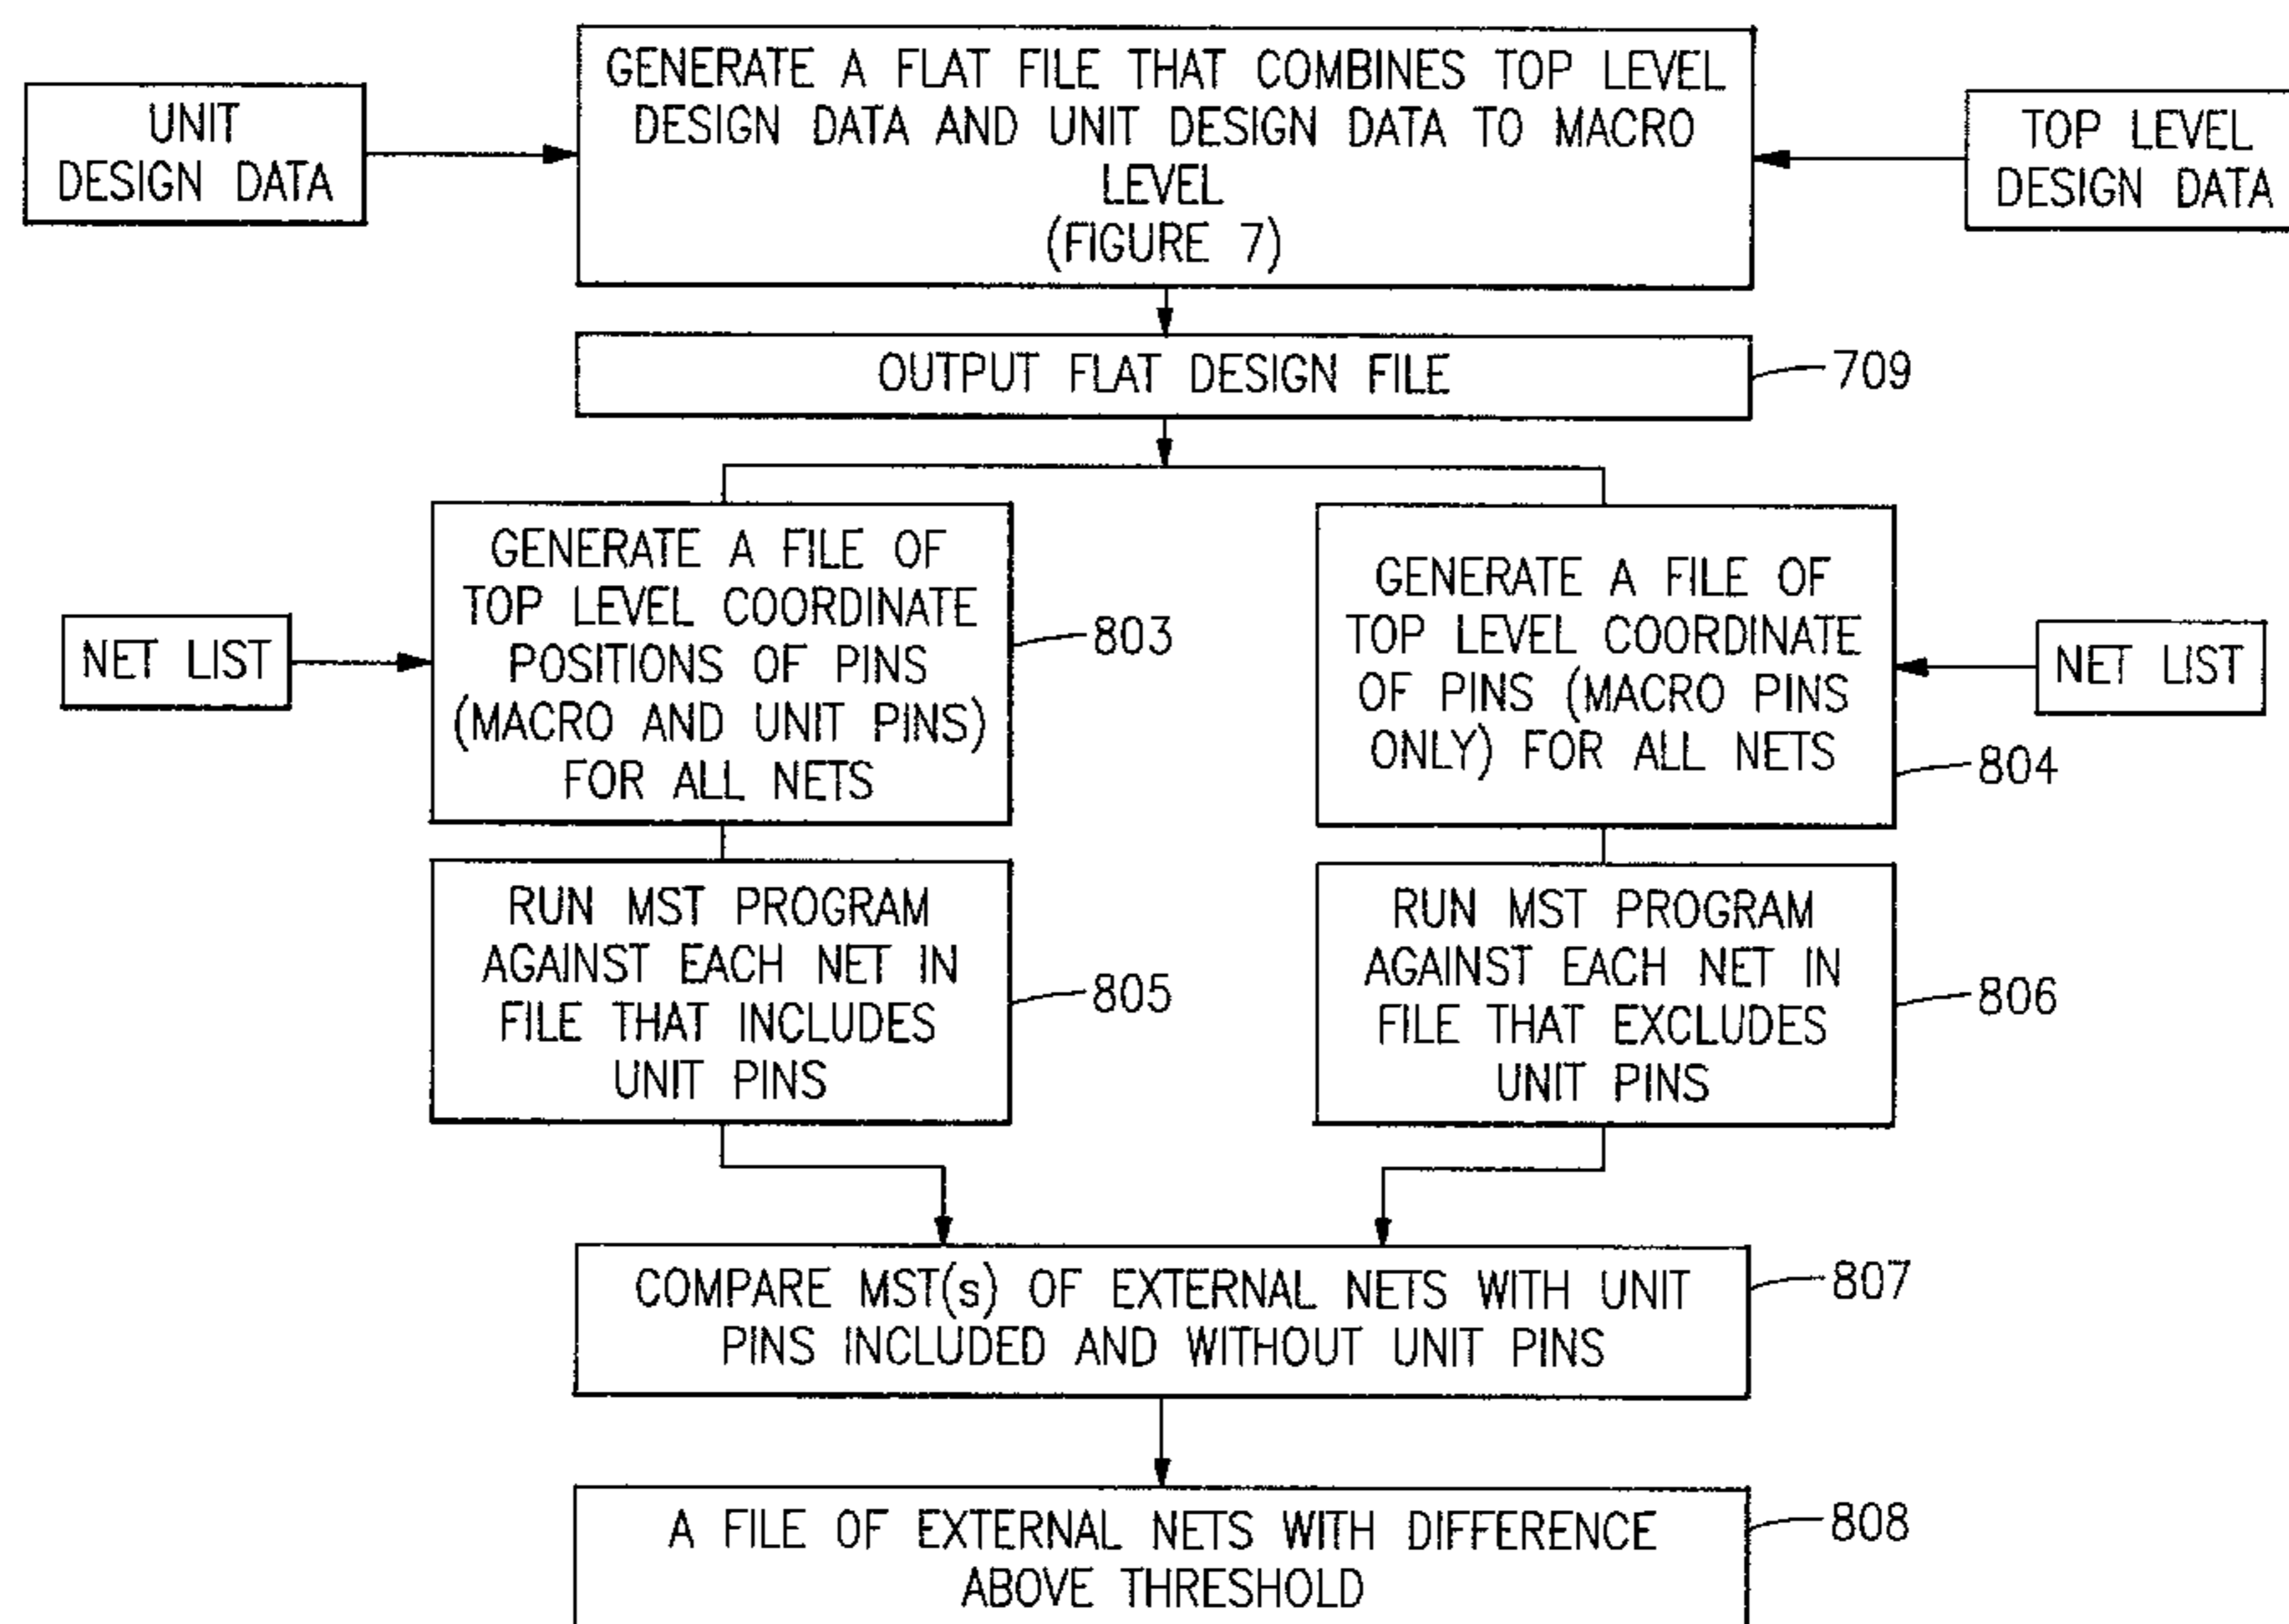 UNIT
DESIGN DATA
GENERATE A FLAT FILE THAT COMBINES TOP LEVEL
DESIGN DATA AND UNIT DESIGN DATA TO MACRO
LEVEL
(FIGURE 7)
TOP LEVEL
DESIGN DATA
OUTPUT FLAT DESIGN FILE
709
NET LIST
GENERATE A FILE OF
TOP LEVEL COORDINATE
POSITIONS OF PINS
(MACRO AND UNIT PINS)
FOR ALL NETS
803
GENERATE A FILE OF
TOP LEVEL COORDINATE
OF PINS (MACRO PINS
ONLY) FOR ALL NETS
804
NET LIST
RUN MST PROGRAM
AGAINST EACH NET IN
FILE THAT INCLUDES
UNIT PINS
805
RUN MST PROGRAM
AGAINST EACH NET IN
FILE THAT EXCLUDES
UNIT PINS
806
COMPARE MST(s) OF EXTERNAL NETS WITH UNIT
PINS INCLUDED AND WITHOUT UNIT PINS
807
A FILE OF EXTERNAL NETS WITH DIFFERENCE
ABOVE THRESHOLD
808